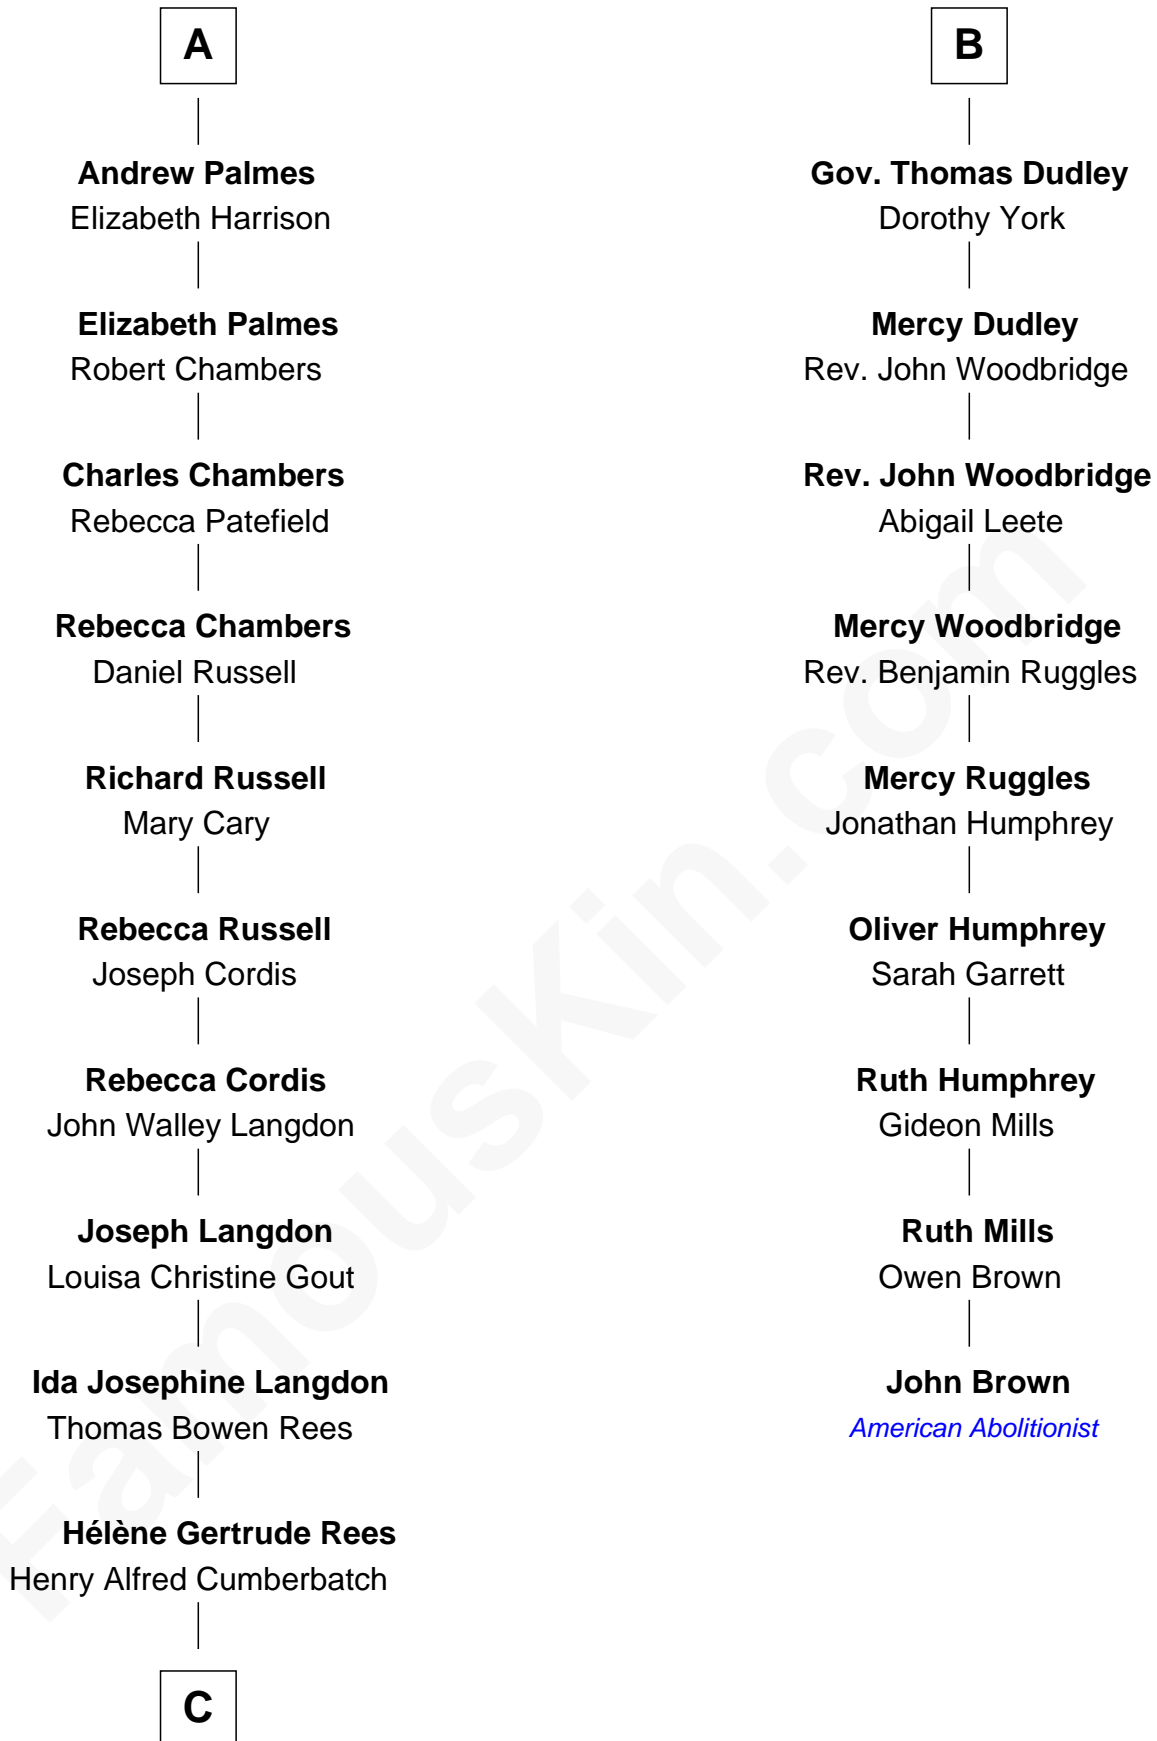 A
Andrew Palmes
Elizabeth Harrison
Elizabeth Palmes
Robert Chambers
Charles Chambers
Rebecca Patefield
Rebecca Chambers
Daniel Russell
Richard Russell
Mary Cary
Rebecca Russell
Joseph Cordis
Rebecca Cordis
John Walley Langdon
Joseph Langdon
Louisa Christine Gout
Ida Josephine Langdon
Thomas Bowen Rees
Hélène Gertrude Rees
Henry Alfred Cumberbatch
C
B
Gov. Thomas Dudley
Dorothy York
Mercy Dudley
Rev. John Woodbridge
Rev. John Woodbridge
Abigail Leete
Mercy Woodbridge
Rev. Benjamin Ruggles
Mercy Ruggles
Jonathan Humphrey
Oliver Humphrey
Sarah Garrett
Ruth Humphrey
Gideon Mills
Ruth Mills
Owen Brown
John Brown
American Abolitionist
FamousKin.com